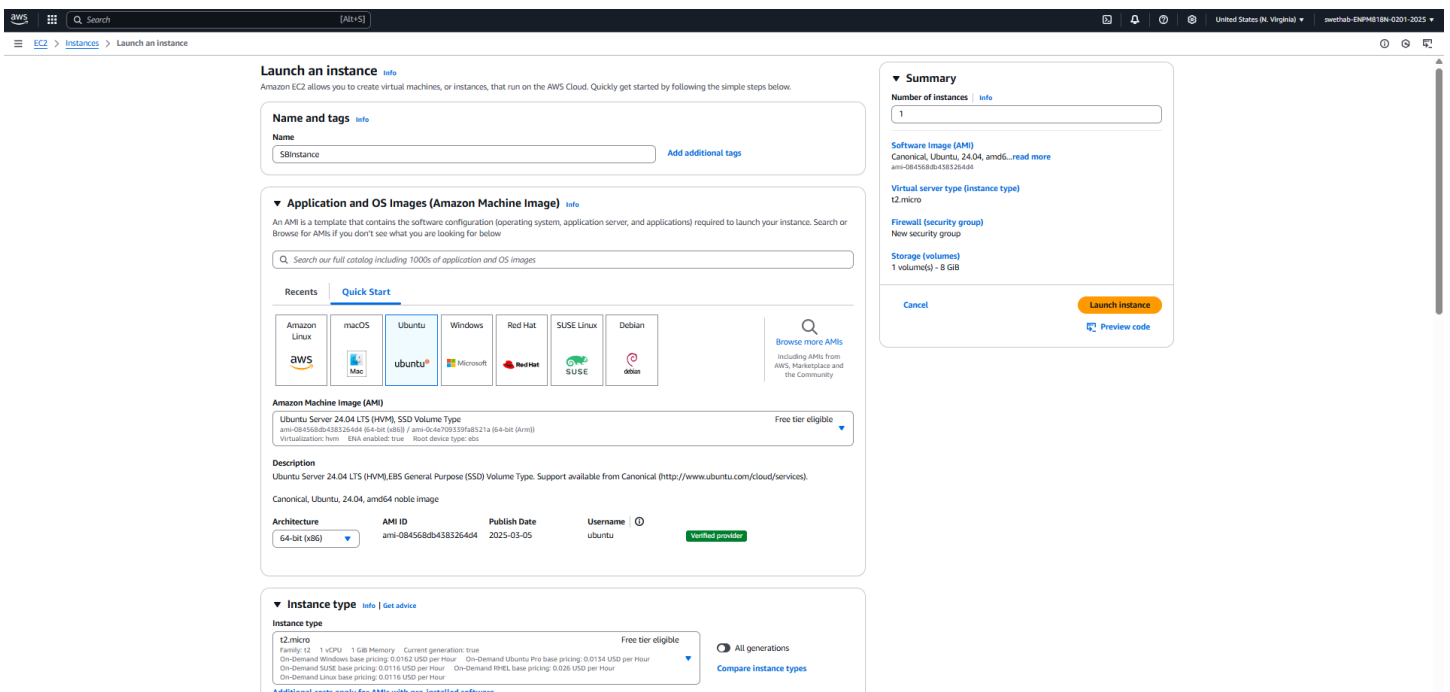 aws
Search
[Alt+S]
United States (N. Virginia)
swethab-ENPM818N-0201-2025
EC2 > Instances > Launch an instance
Launch an instance Info
Amazon EC2 allows you to create virtual machines, or instances, that run on the AWS Cloud. Quickly get started by following the simple steps below.
Name and tags Info
Name
SBInstance
Add additional tags
Application and OS Images (Amazon Machine Image) Info
An AMI is a template that contains the software configuration (operating system, application server, and applications) required to launch your instance. Search or
Browse for AMIs if you don't see what you are looking for below
Search our full catalog including 1000s of application and OS images
Recents
Quick Start
Amazon
Linux
aws
macOS
Mac
Ubuntu
ubuntu
Windows
Microsoft
Red Hat
Red Hat
SUSE Linux
SUSE
Debian
debian
Browse more AMIs
Including AMIs from
AWS, Marketplace and
the Community
Amazon Machine Image (AMI)
Ubuntu Server 24.04 LTS (HVM), SSD Volume Type
Free tier eligible
ami-084568db4383264d4 (64-bit (x86)) / ami-0c4e709339fa8521a (64-bit (Arm))
Virtualization: hvm ENA enabled: true Root device type: ebs
Description
Ubuntu Server 24.04 LTS (HVM),EBS General Purpose (SSD) Volume Type. Support available from Canonical (http://www.ubuntu.com/cloud/services).
Canonical, Ubuntu, 24.04, amd64 noble image
Architecture
AMI ID
Publish Date
Username
64-bit (x86)
ami-084568db4383264d4
2025-03-05
ubuntu
Verified provider
Instance type Info | Get advice
Instance type
t2.micro
Free tier eligible
Family: t2 1 vCPU 1 GiB Memory Current generation: true
On-Demand Windows base pricing: 0.0162 USD per Hour On-Demand Ubuntu Pro base pricing: 0.0134 USD per Hour
On-Demand SUSE base pricing: 0.0116 USD per Hour On-Demand RHEL base pricing: 0.026 USD per Hour
On-Demand Linux base pricing: 0.0116 USD per Hour
All generations
Compare instance types
Additional costs apply for AMIs with pre-installed software
Summary
Number of instances Info
1
Software Image (AMI)
Canonical, Ubuntu, 24.04, amd6...read more
ami-084568db4383264d4
Virtual server type (instance type)
t2.micro
Firewall (security group)
New security group
Storage (volumes)
1 volume(s) - 8 GiB
Cancel
Launch instance
Preview code